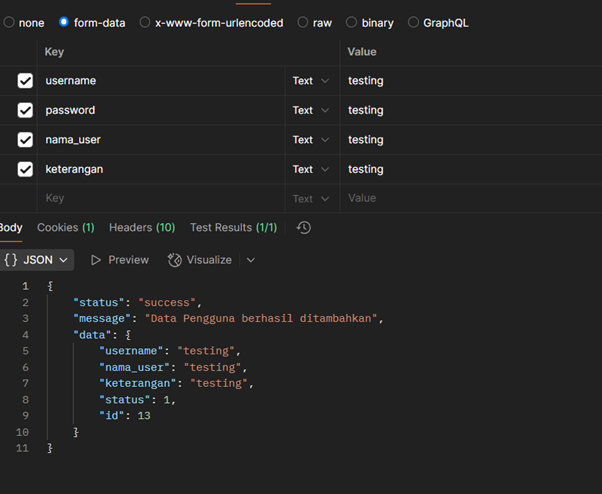 none form-data x-www-form-urlencoded raw binary GraphQL
Key Value
username Text testing
password Text testing
nama_user Text testing
keterangan Text testing
Key Text Value
Body Cookies (1) Headers (10) Test Results (1/1)
{} JSON Preview Visualize
1 {
2 "status": "success",
3 "message": "Data Pengguna berhasil ditambahkan",
4 "data": {
5 "username": "testing",
6 "nama_user": "testing",
7 "keterangan": "testing",
8 "status": 1,
9 "id": 13
10 }
11 }